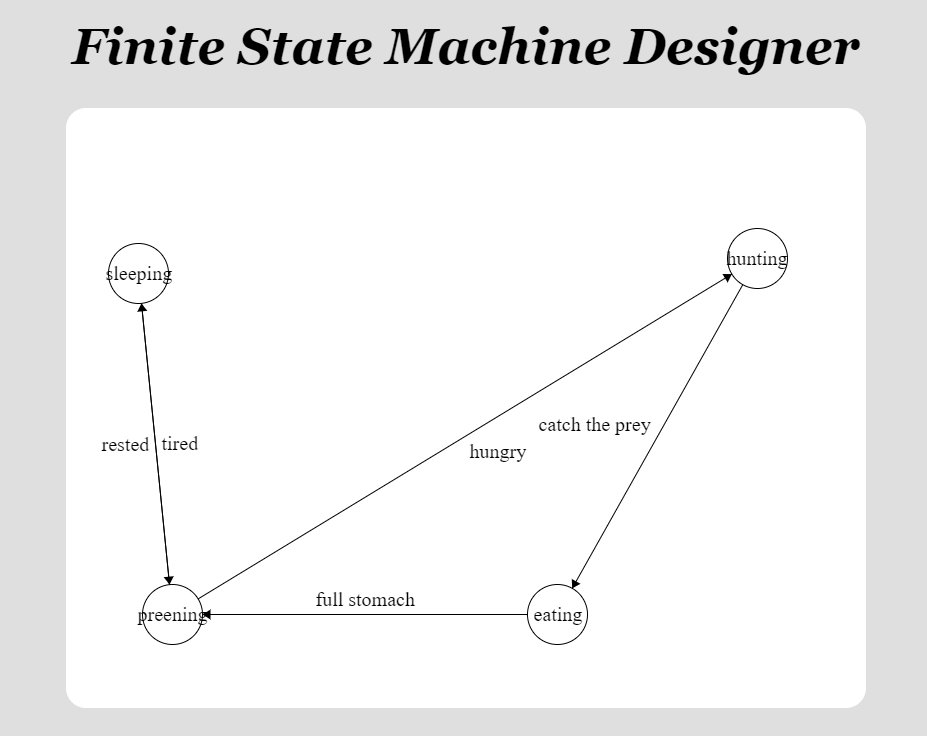 Finite State Machine Designer
sleeping
hunting
catch the prey
rested
tired
hungry
full stomach
preening
eating